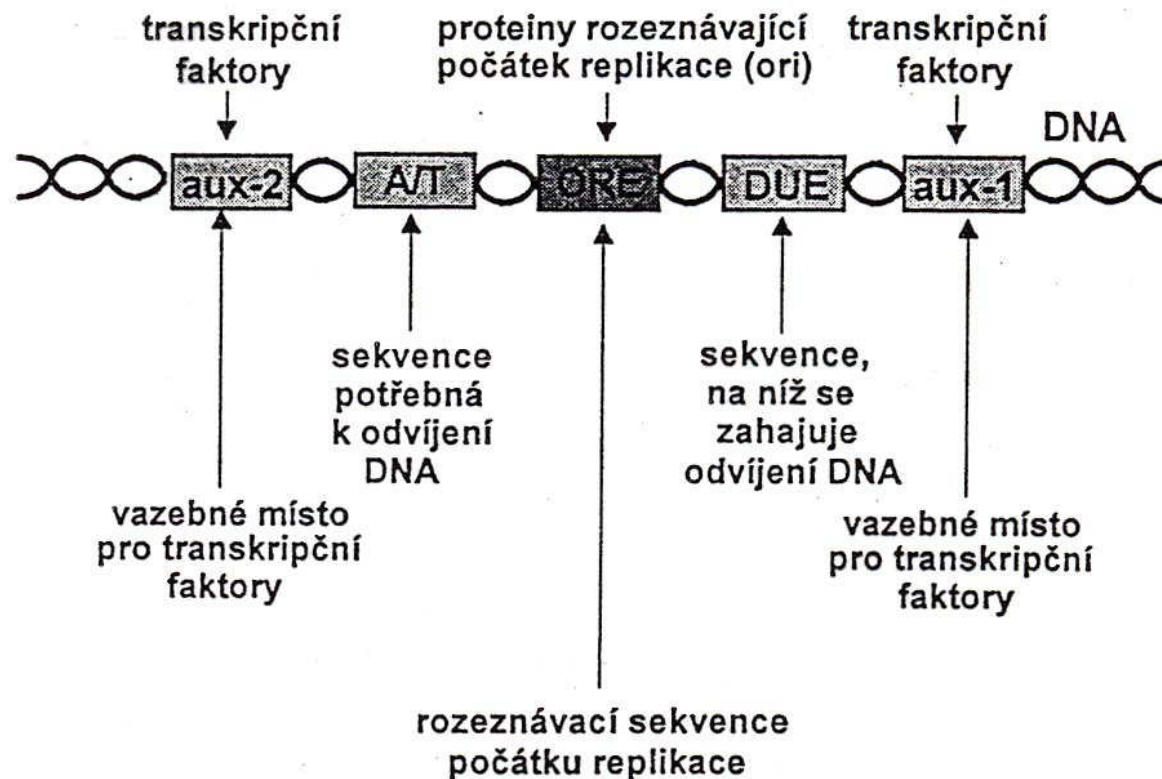 transkripční
faktory
proteiny rozeznávající
počátek replikace (ori)
transkripční
faktory
DNA
aux-2
A/T
ORE
DUE
aux-1
sekvence
potřebná
k odvíjení
DNA
sekvence,
na níž se
zahajuje
odvíjení DNA
vazebné místo
pro transkripční
faktory
vazebné místo
pro transkripční
faktory
rozeznávací sekvence
počátku replikace